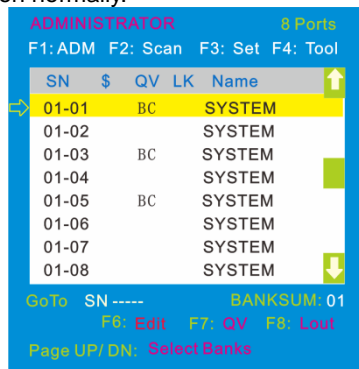 on normally.
ADMINISTRATOR 8 Ports
F1: ADM F2: Scan F3: Set F4: Tool
SN $ QV LK Name
01-01 BC SYSTEM
01-02 SYSTEM
01-03 BC SYSTEM
01-04 SYSTEM
01-05 BC SYSTEM
01-06 SYSTEM
01-07 SYSTEM
01-08 SYSTEM
GoTo SN ----- BANKSUM: 01
F6: Edit F7: QV F8: Lout
Page UP/ DN: Select Banks